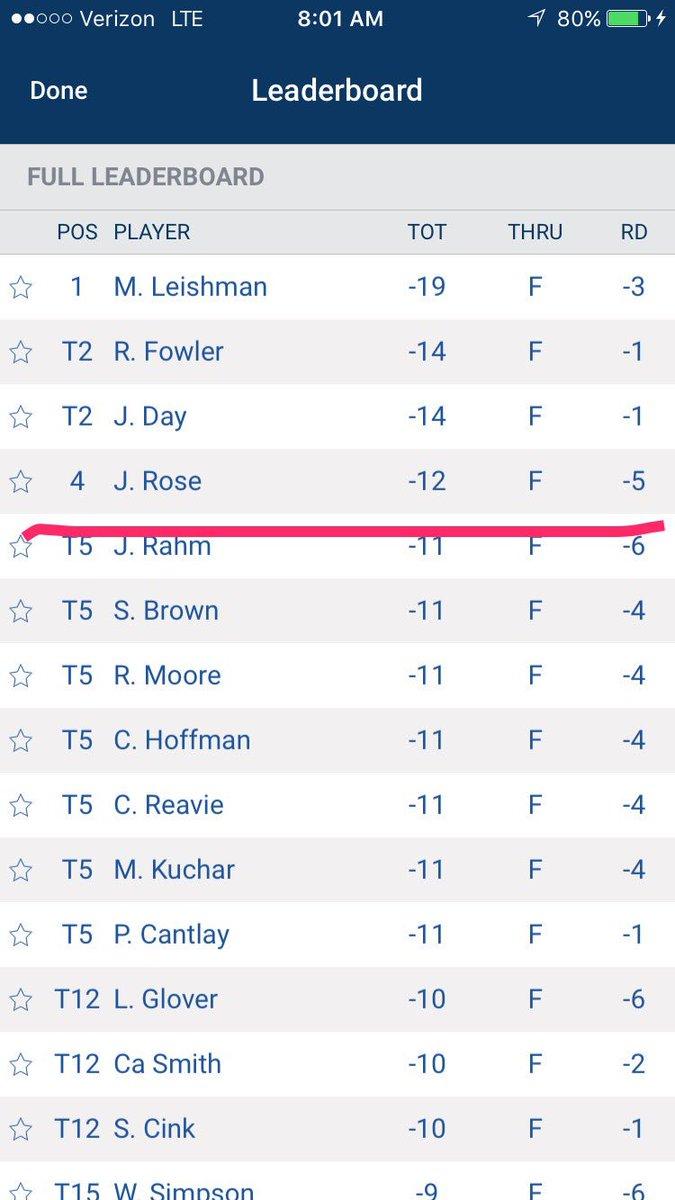 Verizon LTE 8:01 AM 80%
Done Leaderboard
FULL LEADERBOARD
POS PLAYER TOT THRU RD
1 M. Leishman -19 F -3
T2 R. Fowler -14 F -1
T2 J. Day -14 F -1
4 J. Rose -12 F -5
T5 J. Rahm -11 F -6
T5 S. Brown -11 F -4
T5 R. Moore -11 F -4
T5 C. Hoffman -11 F -4
T5 C. Reavie -11 F -4
T5 M. Kuchar -11 F -4
T5 P. Cantlay -11 F -1
T12 L. Glover -10 F -6
T12 Ca Smith -10 F -2
T12 S. Cink -10 F -1
T15 W. Simpson -9 F -6